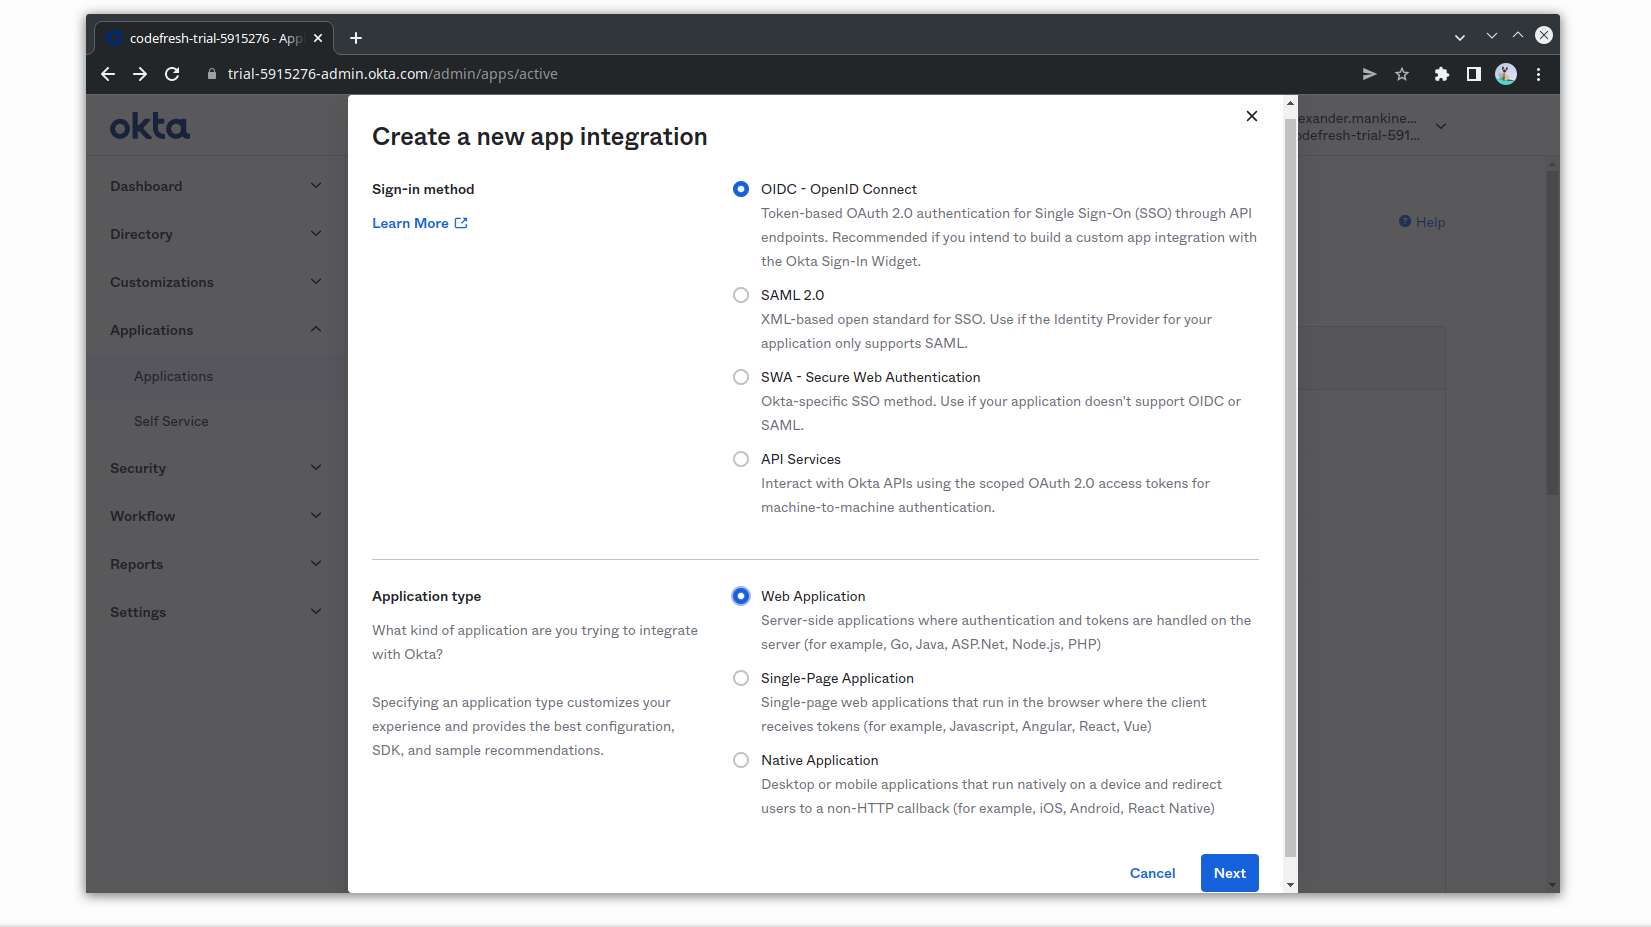 codefresh-trial-5915276 - App
trial-5915276-admin.okta.com/admin/apps/active
okta
exander.mankine...
odefresh-trial-591...
Dashboard
Directory
Customizations
Applications
Applications
Self Service
Security
Workflow
Reports
Settings
Help
Create a new app integration
Sign-in method
Learn More
OIDC - OpenID Connect
Token-based OAuth 2.0 authentication for Single Sign-On (SSO) through API
endpoints. Recommended if you intend to build a custom app integration with
the Okta Sign-In Widget.
SAML 2.0
XML-based open standard for SSO. Use if the Identity Provider for your
application only supports SAML.
SWA - Secure Web Authentication
Okta-specific SSO method. Use if your application doesn't support OIDC or
SAML.
API Services
Interact with Okta APIs using the scoped OAuth 2.0 access tokens for
machine-to-machine authentication.
Application type
What kind of application are you trying to integrate
with Okta?
Specifying an application type customizes your
experience and provides the best configuration,
SDK, and sample recommendations.
Web Application
Server-side applications where authentication and tokens are handled on the
server (for example, Go, Java, ASP.Net, Node.js, PHP)
Single-Page Application
Single-page web applications that run in the browser where the client
receives tokens (for example, Javascript, Angular, React, Vue)
Native Application
Desktop or mobile applications that run natively on a device and redirect
users to a non-HTTP callback (for example, iOS, Android, React Native)
Cancel
Next